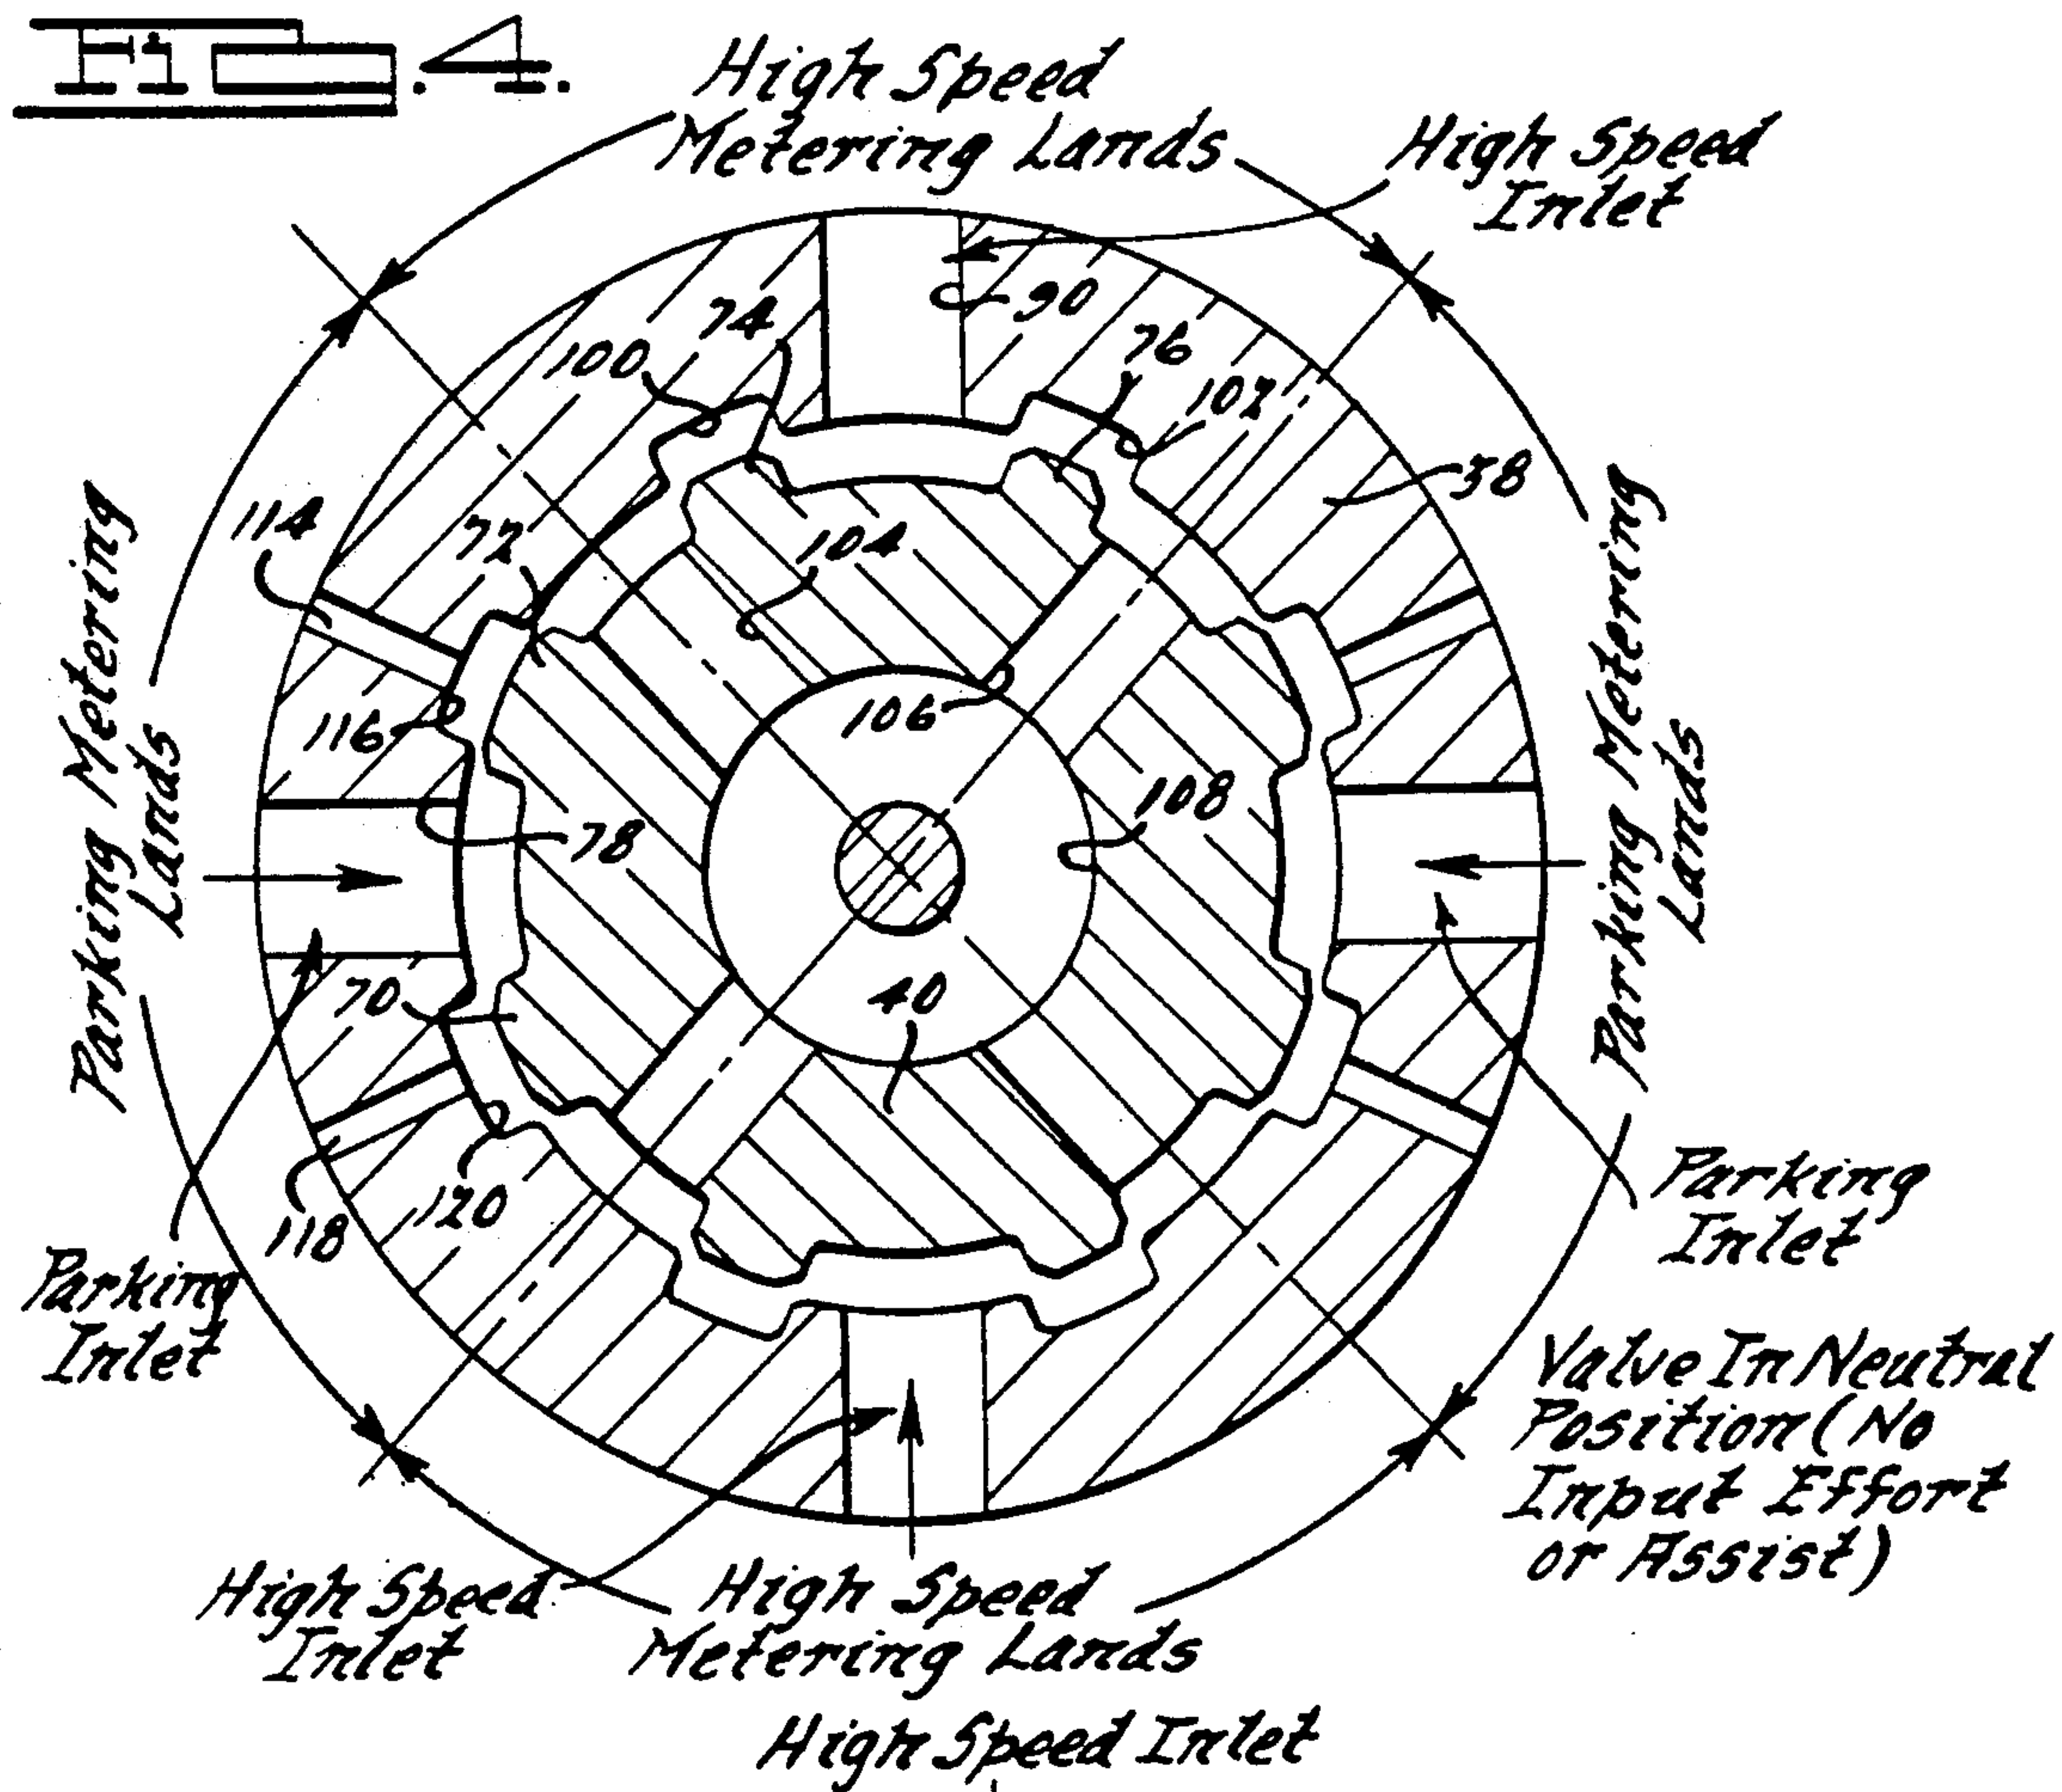 FIG.4.
High Speed
Metering Lands
High Speed
Inlet
90
74
76
100
102
38
114
72
104
Parking Metering
Lands
Parking Metering
Lands
116
106
108
78
70
40
118
120
Parking
Inlet
Parking
Inlet
Valve In Neutral
Position (No
Input Effort
or Assist)
High Speed
Inlet
High Speed
Metering Lands
High Speed Inlet